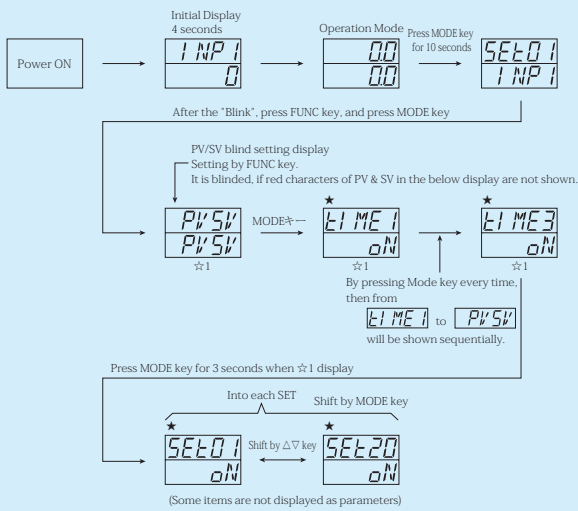 Initial Display
4 seconds
Operation Mode
Press MODE key
for 10 seconds
Power ON
INP1
0
0.0
0.0
SEt01
INP1
After the "Blink", press FUNC key, and press MODE key
PV/SV blind setting display
Setting by FUNC key.
It is blinded, if red characters of PV & SV in the below display are not shown.
PVSV
PVSV
☆1
MODEキー
★
tIME1
oN
☆1
★
tIME3
oN
☆1
By pressing Mode key every time,
then from
tIME1 to PVSV
will be shown sequentially.
Press MODE key for 3 seconds when ☆1 display
Into each SET
Shift by MODE key
★
SEt01
oN
Shift by △▽ key
★
SEt20
oN
(Some items are not displayed as parameters)